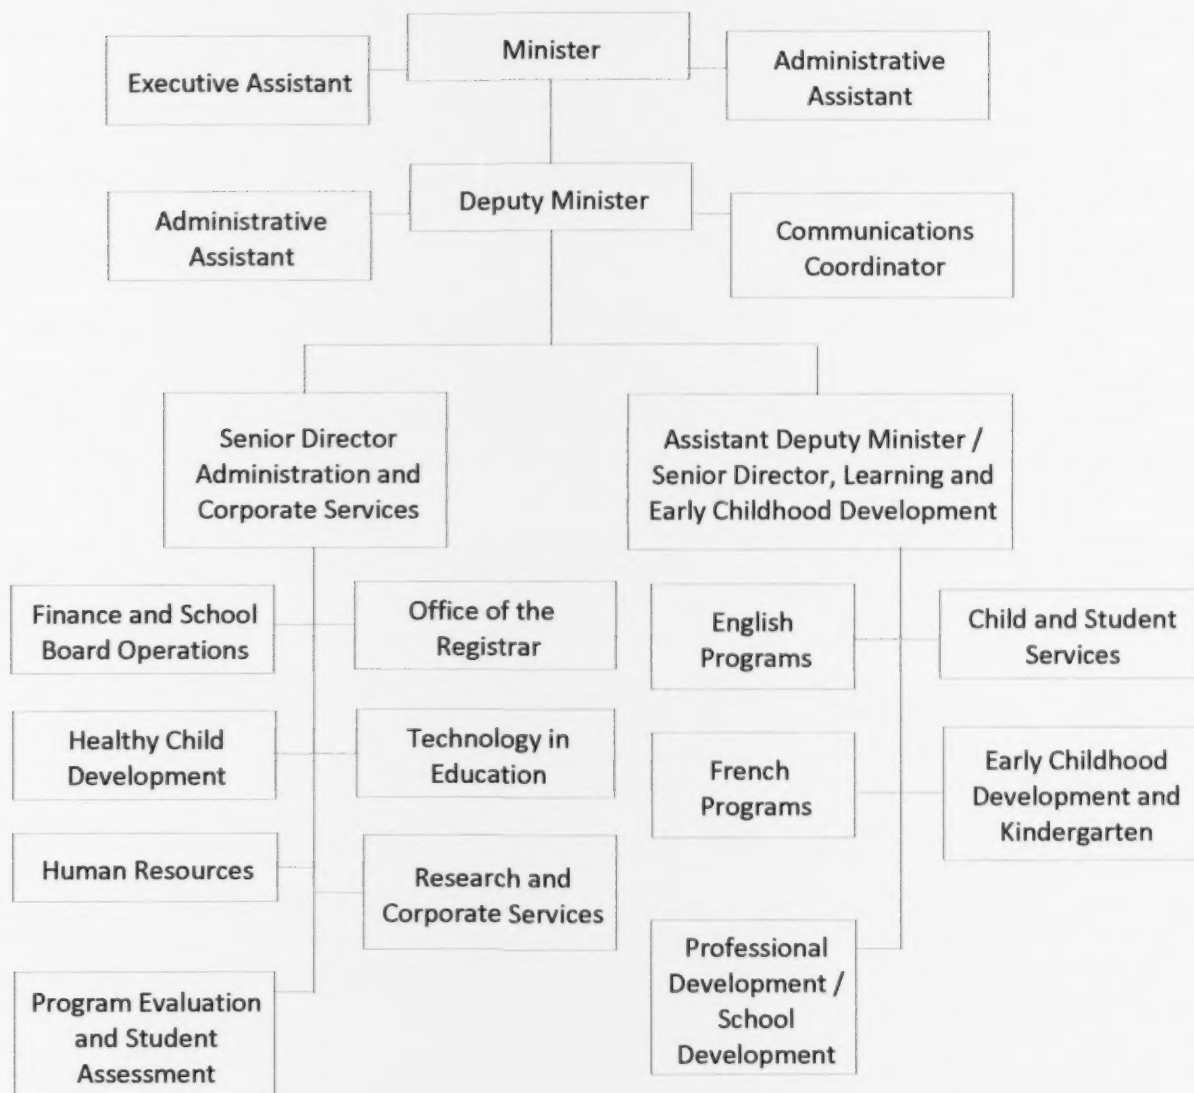 Minister
Executive Assistant
Administrative
Assistant
Deputy Minister
Administrative
Assistant
Communications
Coordinator
Senior Director
Administration and
Corporate Services
Assistant Deputy Minister /
Senior Director, Learning and
Early Childhood Development
Finance and School
Board Operations
Office of the
Registrar
English
Programs
Child and Student
Services
Healthy Child
Development
Technology in
Education
French
Programs
Early Childhood
Development and
Kindergarten
Human Resources
Research and
Corporate Services
Professional
Development /
School
Development
Program Evaluation
and Student
Assessment